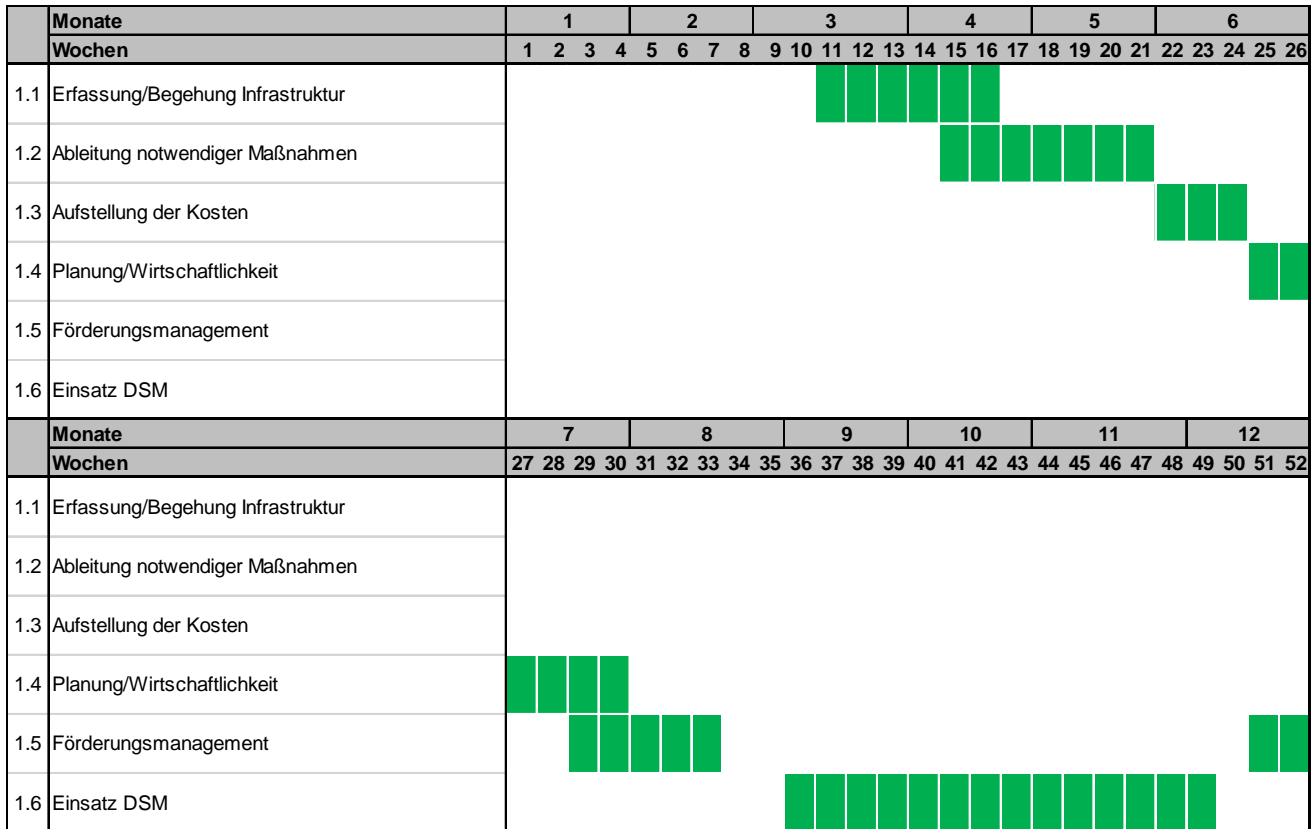 Monate 1 2 3 4 5 6
Wochen 1 2 3 4 5 6 7 8 9 10 11 12 13 14 15 16 17 18 19 20 21 22 23 24 25 26
1.1 Erfassung/Begehung Infrastruktur
1.2 Ableitung notwendiger Maßnahmen
1.3 Aufstellung der Kosten
1.4 Planung/Wirtschaftlichkeit
1.5 Förderungsmanagement
1.6 Einsatz DSM
Monate 7 8 9 10 11 12
Wochen 27 28 29 30 31 32 33 34 35 36 37 38 39 40 41 42 43 44 45 46 47 48 49 50 51 52
1.1 Erfassung/Begehung Infrastruktur
1.2 Ableitung notwendiger Maßnahmen
1.3 Aufstellung der Kosten
1.4 Planung/Wirtschaftlichkeit
1.5 Förderungsmanagement
1.6 Einsatz DSM